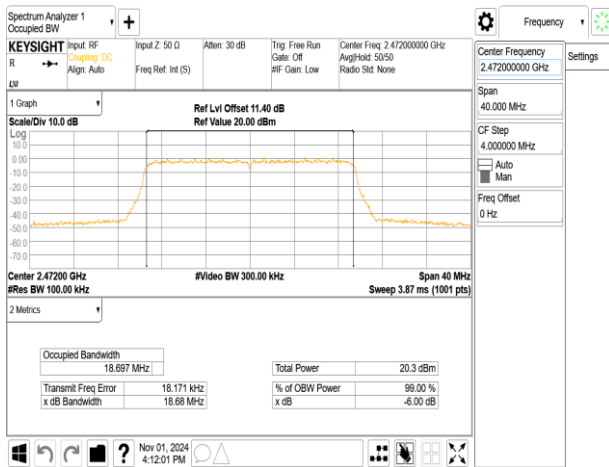 Spectrum Analyzer 1
Occupied BW
Frequency
KEYSIGHT
R
Input: RF
Coupling: DC
Align: Auto
Input Z: 50 Ω
Freq Ref: Int (S)
Atten: 30 dB
Trig: Free Run
Gate: Off
#IF Gain: Low
Center Freq: 2.472000000 GHz
Avg|Hold: 50/50
Radio Std: None
Center Frequency
2.472000000 GHz
Settings
Span
40.000 MHz
CF Step
4.000000 MHz
Auto
Man
Freq Offset
0 Hz
1 Graph
Scale/Div 10.0 dB
Ref Lvl Offset 11.40 dB
Ref Value 20.00 dBm
Log
10.0
0.00
-10.0
-20.0
-30.0
-40.0
-50.0
-60.0
-70.0
Center 2.47200 GHz
#Video BW 300.00 kHz
Span 40 MHz
#Res BW 100.00 kHz
Sweep 3.87 ms (1001 pts)
2 Metrics
Occupied Bandwidth
18.697 MHz
Total Power 20.3 dBm
Transmit Freq Error 18.171 kHz
% of OBW Power 99.00 %
x dB Bandwidth 18.68 MHz
x dB -6.00 dB
?
Nov 01, 2024
4:12:01 PM